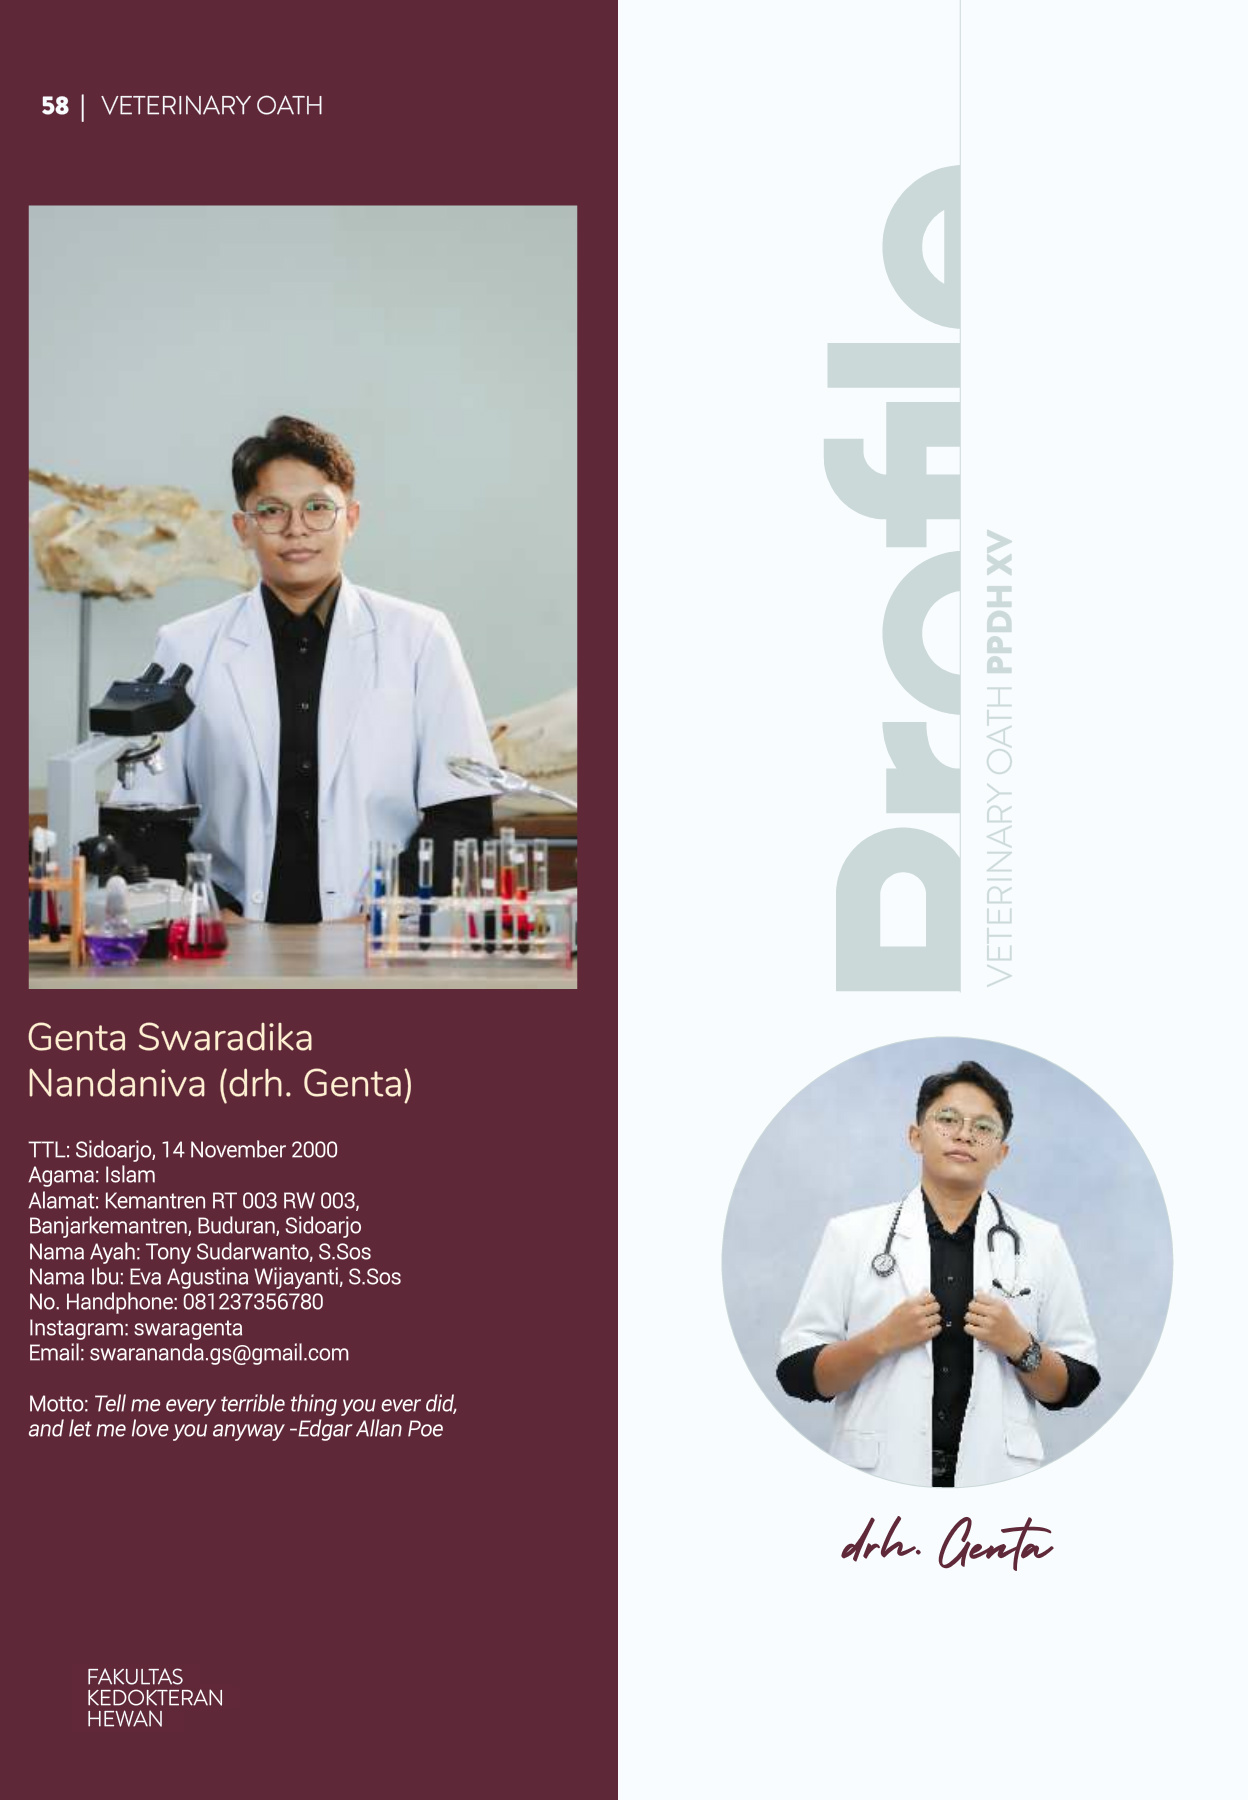 58 | VETERINARY OATH
Genta Swaradika
Nandaniva (drh. Genta)
TTL: Sidoarjo, 14 November 2000
Agama: Islam
Alamat: Kemantren RT 003 RW 003,
Banjarkemantren, Buduran, Sidoarjo
Nama Ayah: Tony Sudarwanto, S.Sos
Nama Ibu: Eva Agustina Wijayanti, S.Sos
No. Handphone: 081237356780
Instagram: swaragenta
Email: swarananda.gs@gmail.com
Motto: Tell me every terrible thing you ever did,
and let me love you anyway -Edgar Allan Poe
FAKULTAS
KEDOKTERAN
HEWAN
Profile
VETERINARY OATH PPDH XV
drh. Genta